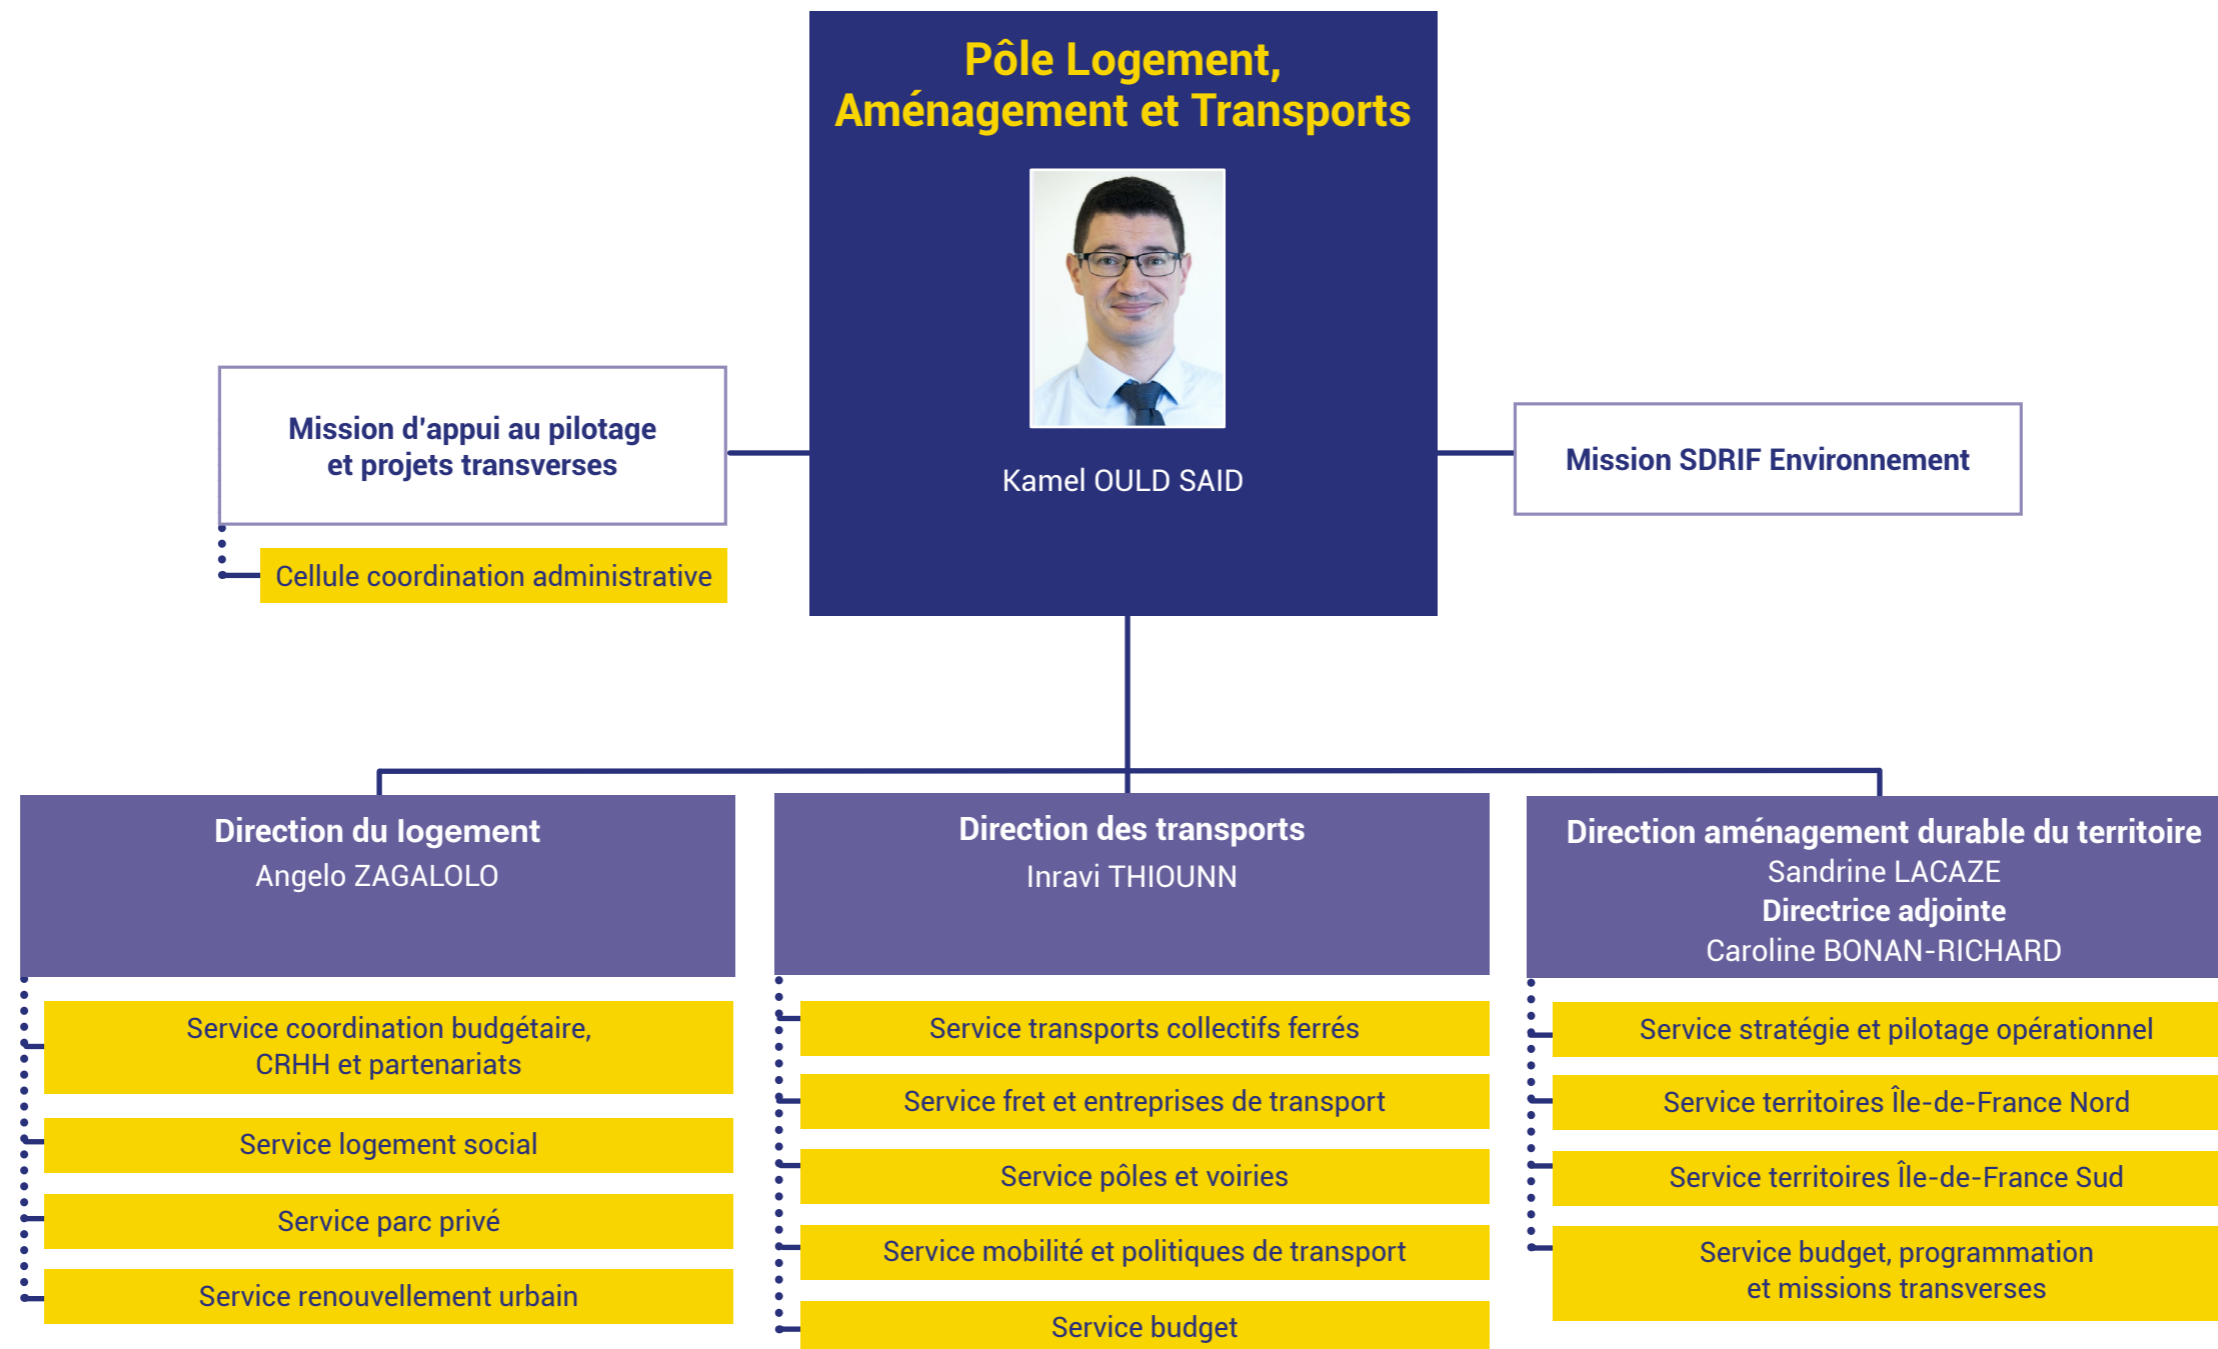 Pôle Logement,
Aménagement et Transports
Kamel OULD SAID
Mission d'appui au pilotage
et projets transverses
Cellule coordination administrative
Mission SDRIF Environnement
Direction du logement
Angelo ZAGALOLO
Service coordination budgétaire,
CRHH et partenariats
Service logement social
Service parc privé
Service renouvellement urbain
Direction des transports
Inravi THIOUNN
Service transports collectifs ferrés
Service fret et entreprises de transport
Service pôles et voiries
Service mobilité et politiques de transport
Service budget
Direction aménagement durable du territoire
Sandrine LACAZE
Directrice adjointe
Caroline BONAN-RICHARD
Service stratégie et pilotage opérationnel
Service territoires Île-de-France Nord
Service territoires Île-de-France Sud
Service budget, programmation
et missions transverses